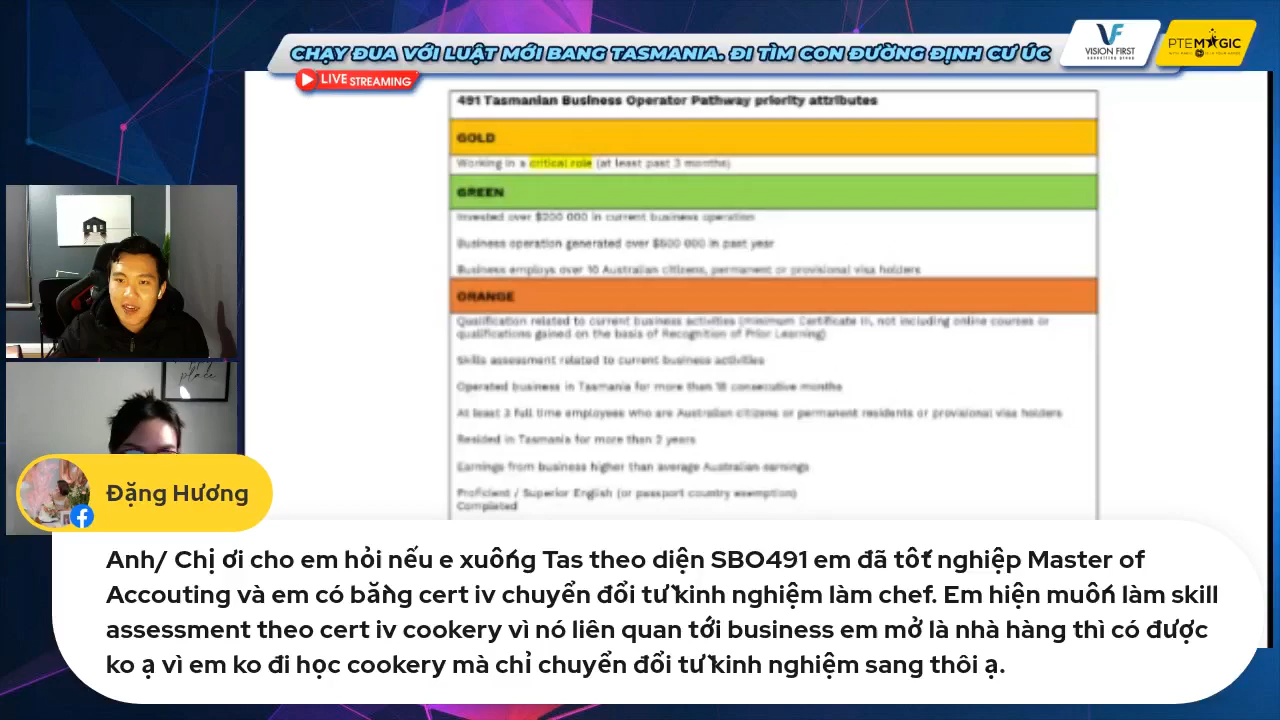 CHẠY ĐUA VỚI LUẬT MỚI BANG TASMANIA. ĐI TÌM CON ĐƯỜNG ĐỊNH CƯ ÚC
VISION FIRST
PTE MAGIC
LIVE STREAMING
491 Tasmanian Business Operator Pathway priority attributes
GOLD
Working in a critical role (at least past 3 months)
GREEN
Invested over $200 000 in current business operation
Business operation generated over $500 000 in past year
Business employs over 10 Australian citizens, permanent or provisional visa holders
ORANGE
Qualification related to current business activities (minimum Certificate III, not including online courses or
qualifications gained on the basis of Recognition of Prior Learning)
Skills assessment related to current business activities
Operated business in Tasmania for more than 18 consecutive months
At least 3 full time employees who are Australian citizens or permanent residents or provisional visa holders
Resided in Tasmania for more than 2 years
Earnings from business higher than average Australian earnings
Proficient / Superior English (or passport country exemption)
Completed
place
Đặng Hương
Anh/ Chị ơi cho em hỏi nếu e xuống Tas theo diện SBO491 em đã tốt nghiệp Master of
Accouting và em có bằng cert iv chuyển đổi từ kinh nghiệm làm chef. Em hiện muốn làm skill
assessment theo cert iv cookery vì nó liên quan tới business em mở là nhà hàng thì có được
ko ạ vì em ko đi học cookery mà chỉ chuyển đổi từ kinh nghiệm sang thôi ạ.